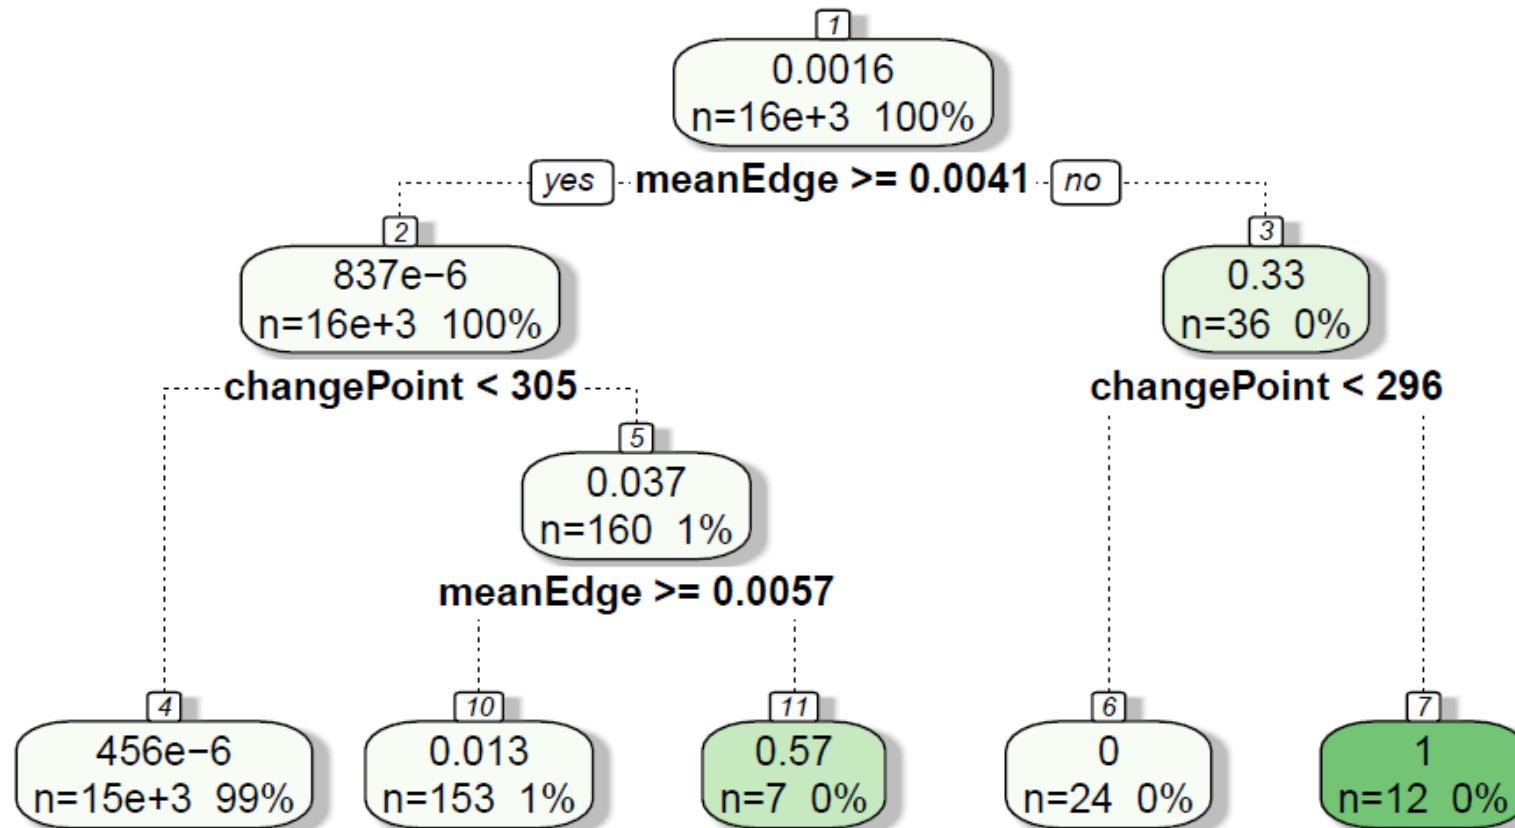 1
0.0016
n=16e+3 100%
yes meanEdge >= 0.0041 no
2
837e−6
n=16e+3 100%
3
0.33
n=36 0%
changePoint < 305
changePoint < 296
5
0.037
n=160 1%
meanEdge >= 0.0057
4
456e−6
n=15e+3 99%
10
0.013
n=153 1%
11
0.57
n=7 0%
6
0
n=24 0%
7
1
n=12 0%